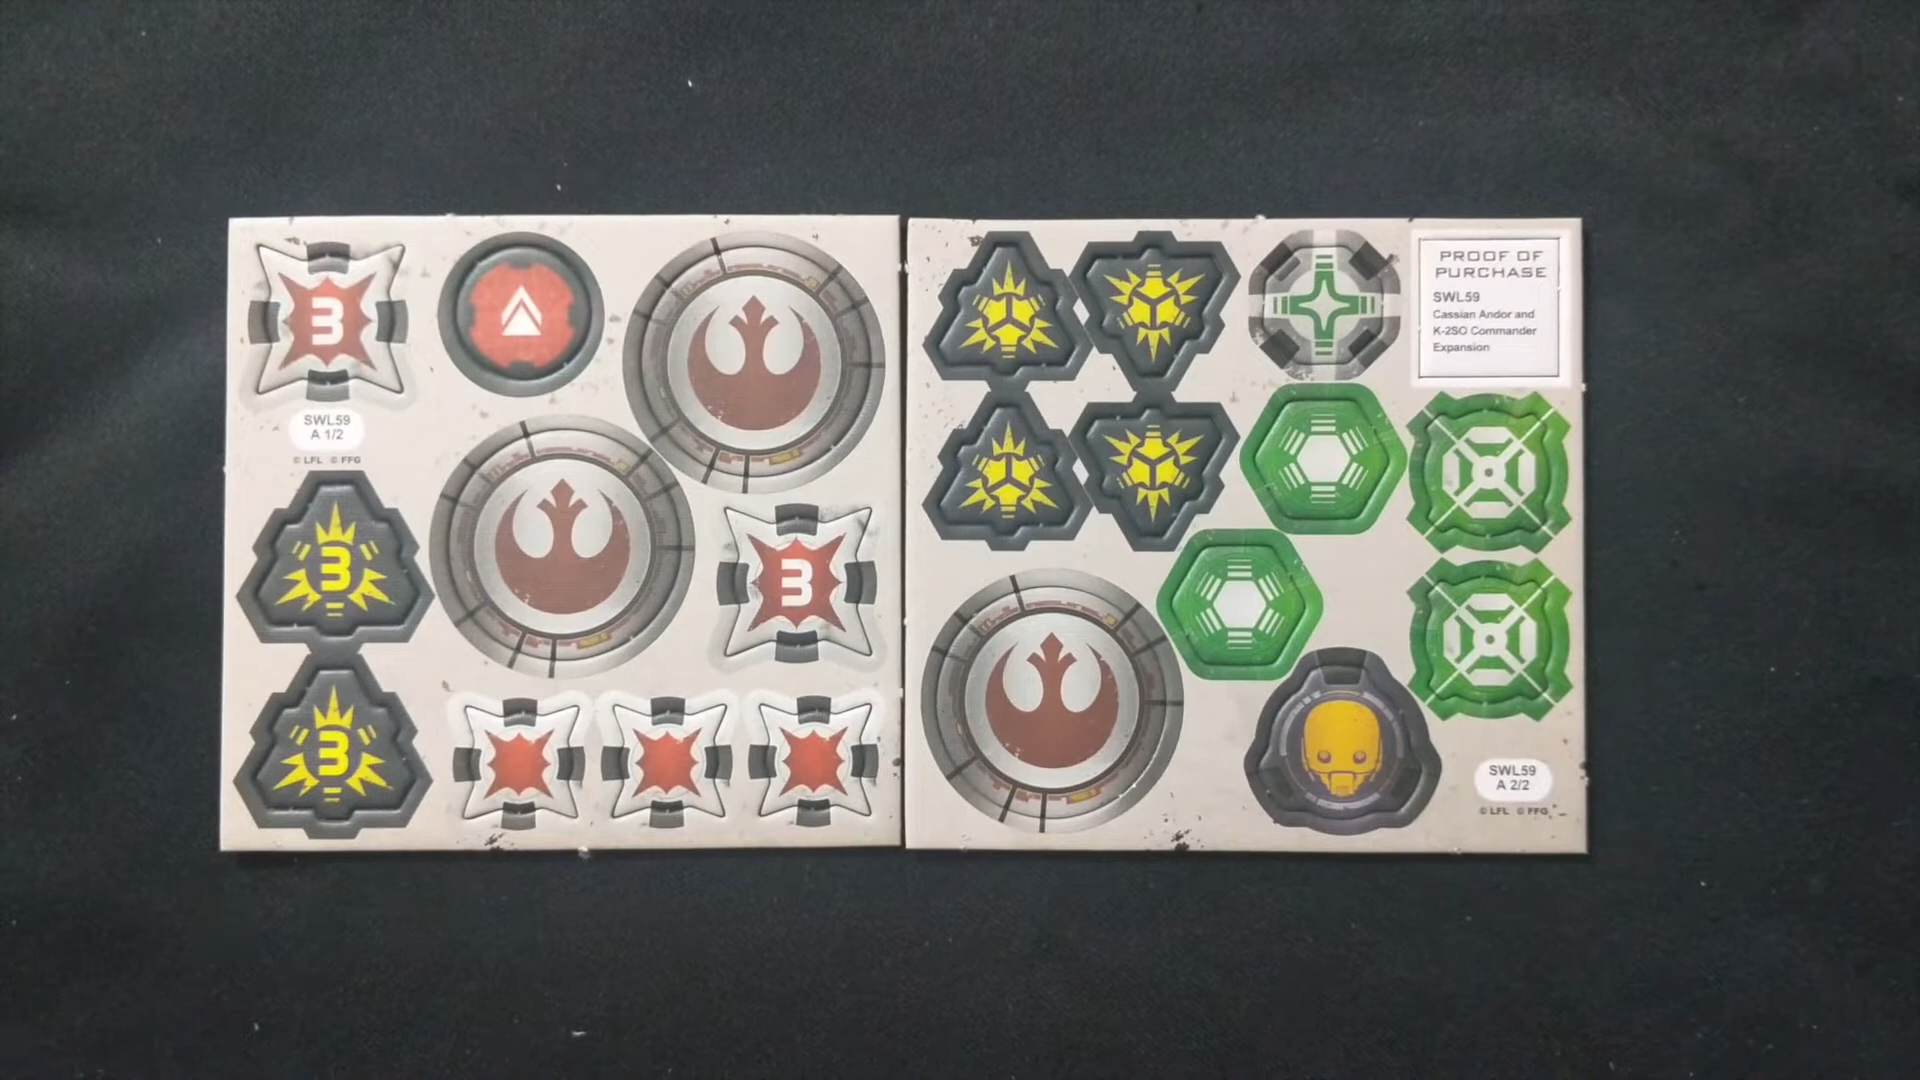 3
SWL59
A 1/2
© LFL © FFG
3
3
3
PROOF OF
PURCHASE
SWL59
Cassian Andor and
K-2SO Commander
Expansion
SWL59
A 2/2
© LFL © FFG